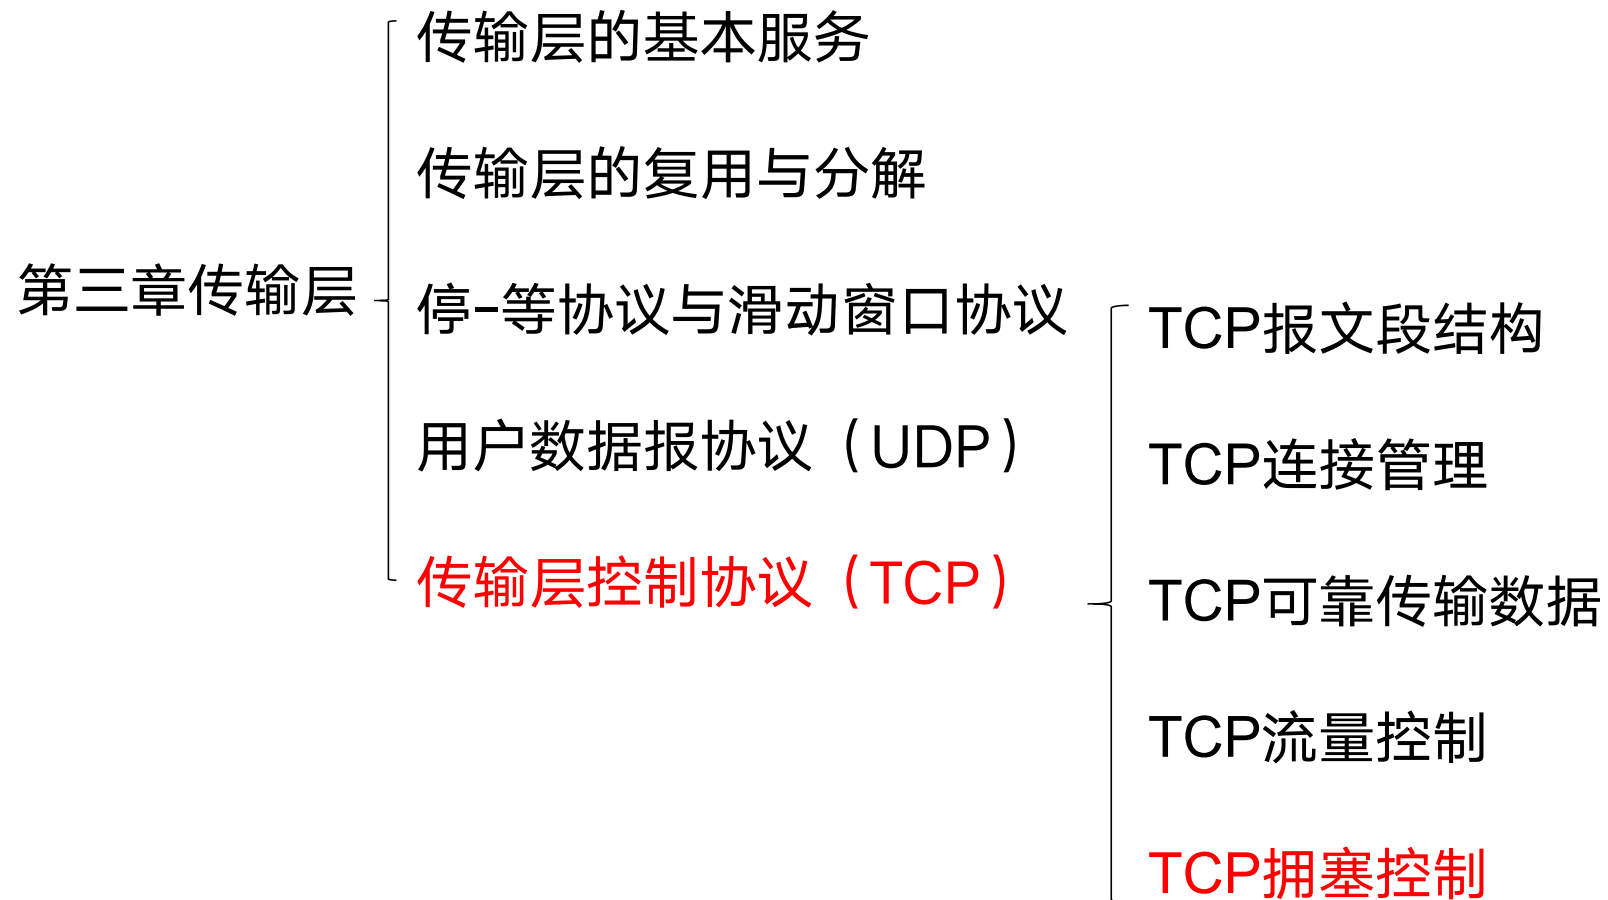 第三章传输层
传输层的基本服务
传输层的复用与分解
停-等协议与滑动窗口协议
用户数据报协议（UDP）
传输层控制协议（TCP）
TCP报文段结构
TCP连接管理
TCP可靠传输数据
TCP流量控制
TCP拥塞控制